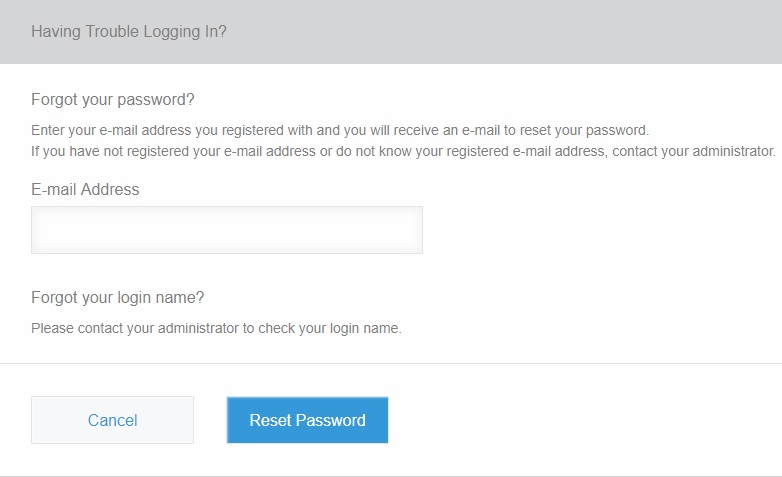 Having Trouble Logging In?
Forgot your password?
Enter your e-mail address you registered with and you will receive an e-mail to reset your password.
If you have not registered your e-mail address or do not know your registered e-mail address, contact your administrator.
E-mail Address
Forgot your login name?
Please contact your administrator to check your login name.
Cancel
Reset Password